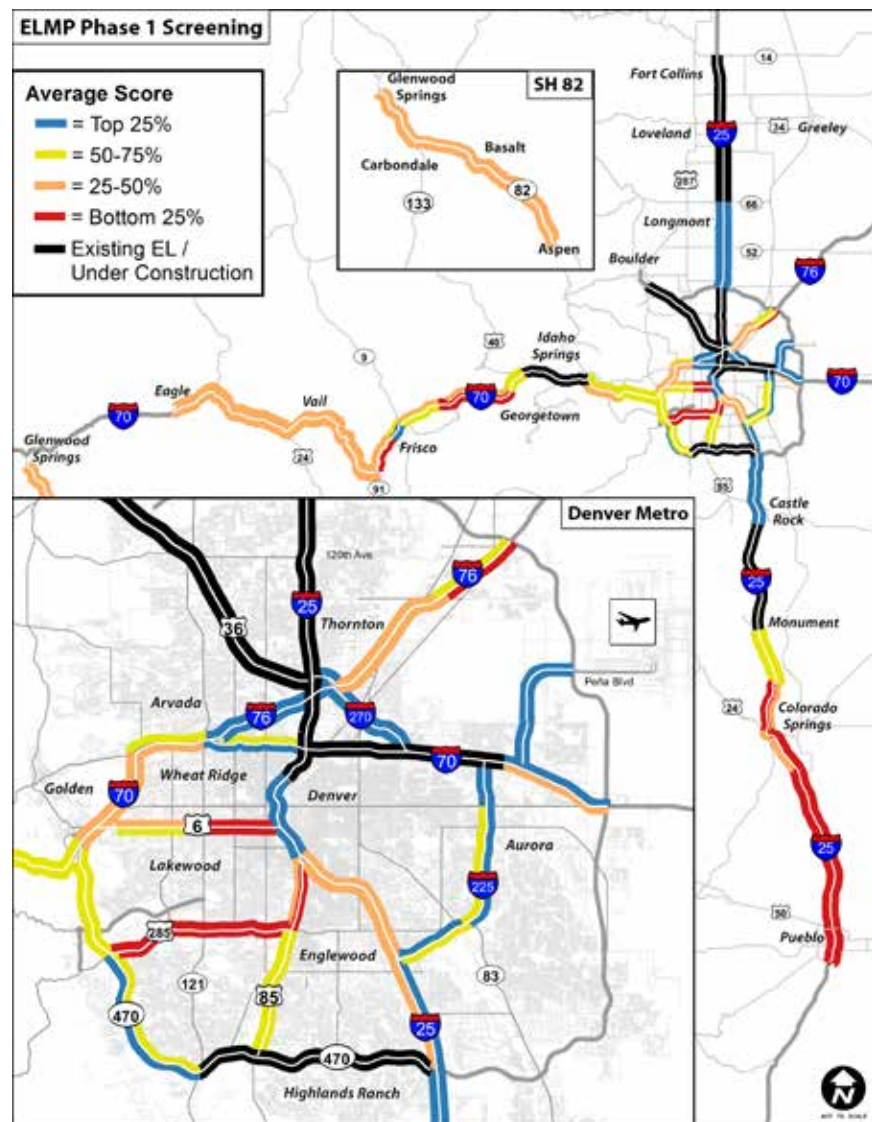 ELMP Phase 1 Screening
Average Score
= Top 25%
= 50-75%
= 25-50%
= Bottom 25%
Existing EL /
Under Construction
SH 82
Glenwood
Springs
Carbondale
Basalt
133
82
Aspen
14
Fort Collins
Loveland
25
34
Greeley
287
66
Longmont
52
Boulder
76
9
40
Idaho
Springs
70
Eagle
Vail
70
Georgetown
70
Frisco
Glenwood
Springs
24
91
85
Castle
Rock
25
Monument
24
Colorado
Springs
25
50
Pueblo
Denver Metro
120th Ave
76
25
Thornton
36
Peña Blvd
Arvada
76
270
70
Wheat Ridge
Golden
70
Denver
6
Aurora
Lakewood
225
285
Englewood
83
121
85
470
25
470
Highlands Ranch
N
NOT TO SCALE